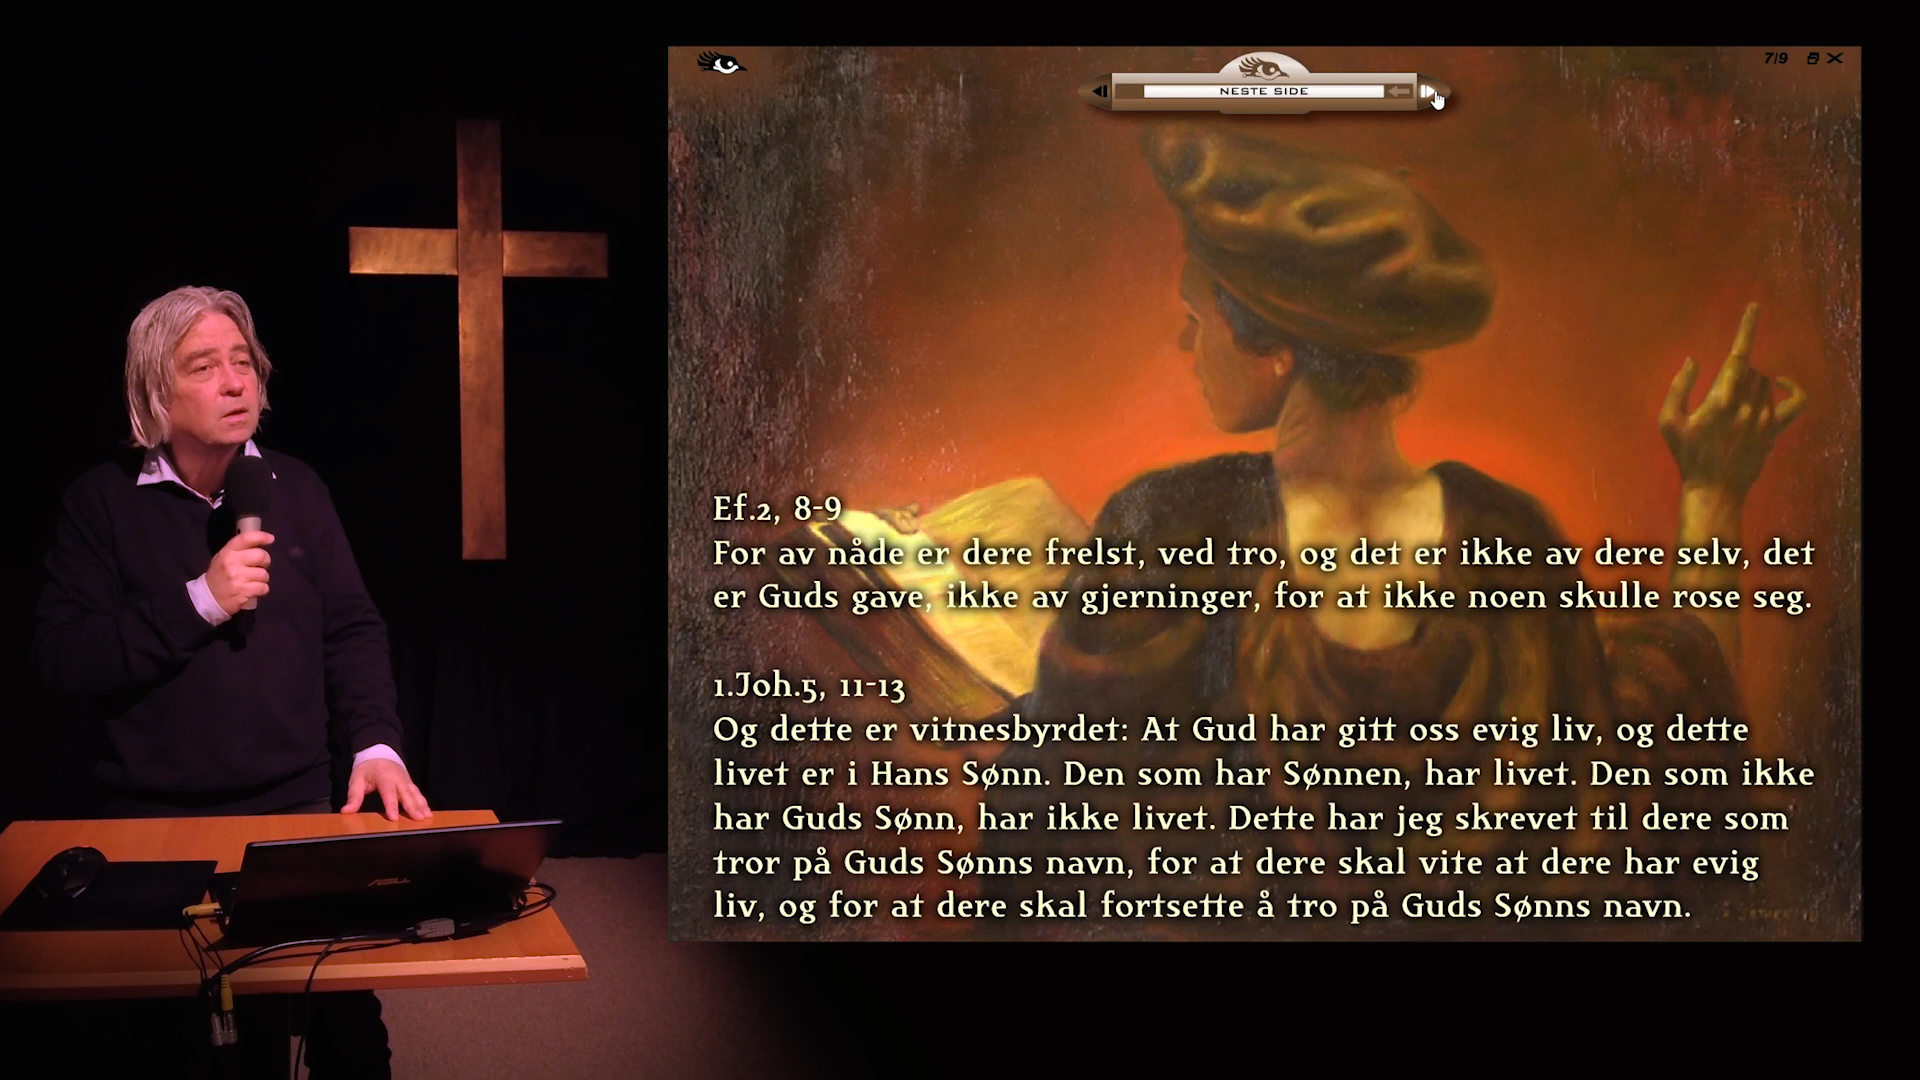 7/9
NESTE SIDE
Ef.2, 8-9
For av nåde er dere frelst, ved tro, og det er ikke av dere selv, det
er Guds gave, ikke av gjerninger, for at ikke noen skulle rose seg.
1.Joh.5, 11-13
Og dette er vitnesbyrdet: At Gud har gitt oss evig liv, og dette
livet er i Hans Sønn. Den som har Sønnen, har livet. Den som ikke
har Guds Sønn, har ikke livet. Dette har jeg skrevet til dere som
tror på Guds Sønns navn, for at dere skal vite at dere har evig
liv, og for at dere skal fortsette å tro på Guds Sønns navn.